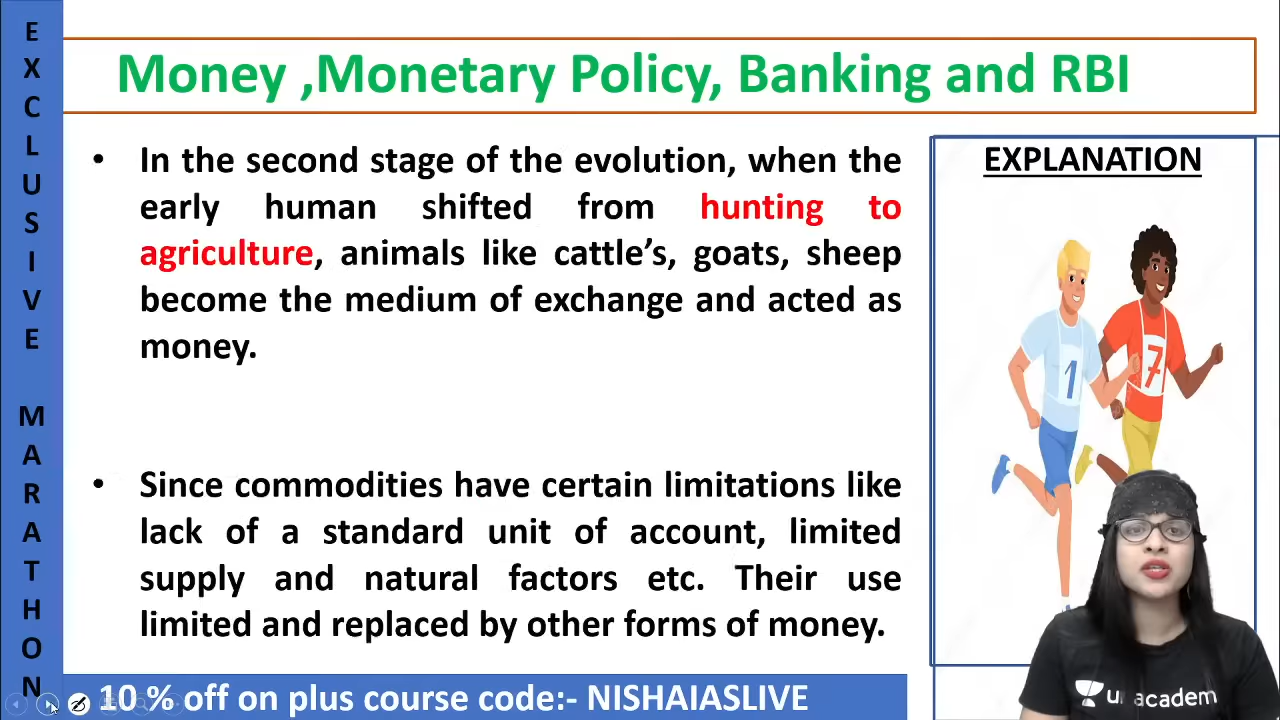 EXCLUSIVE MARATHON
Money ,Monetary Policy, Banking and RBI
• In the second stage of the evolution, when the
early human shifted from hunting to
agriculture, animals like cattle’s, goats, sheep
become the medium of exchange and acted as
money.
• Since commodities have certain limitations like
lack of a standard unit of account, limited
supply and natural factors etc. Their use
limited and replaced by other forms of money.
EXPLANATION
1
7
unacadem
10 % off on plus course code:- NISHAIASLIVE